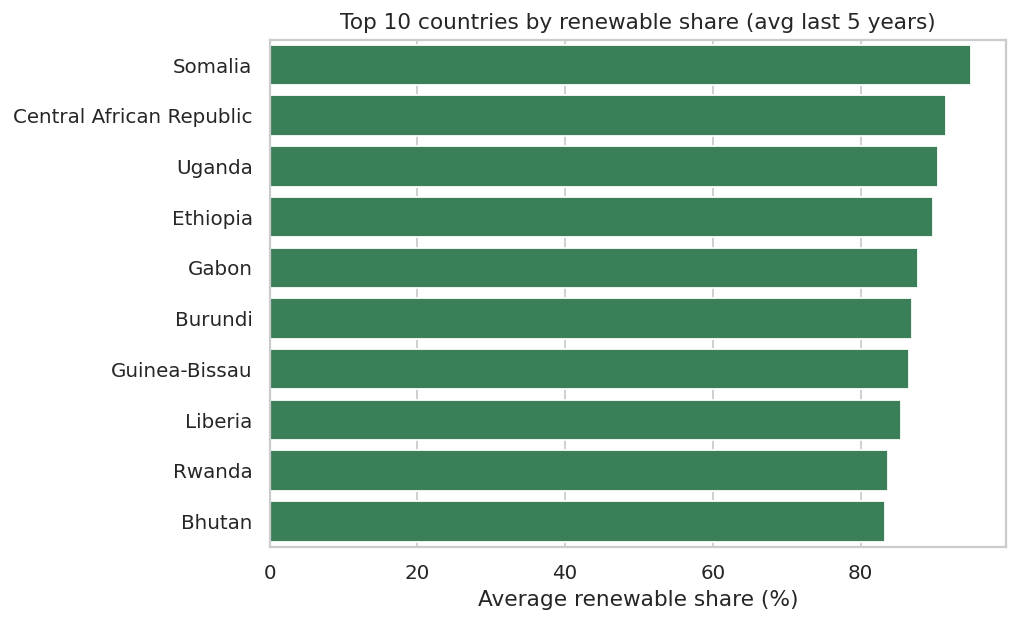 Top 10 countries by renewable share (avg last 5 years)
Somalia
Central African Republic
Uganda
Ethiopia
Gabon
Burundi
Guinea-Bissau
Liberia
Rwanda
Bhutan
0 20 40 60 80
Average renewable share (%)